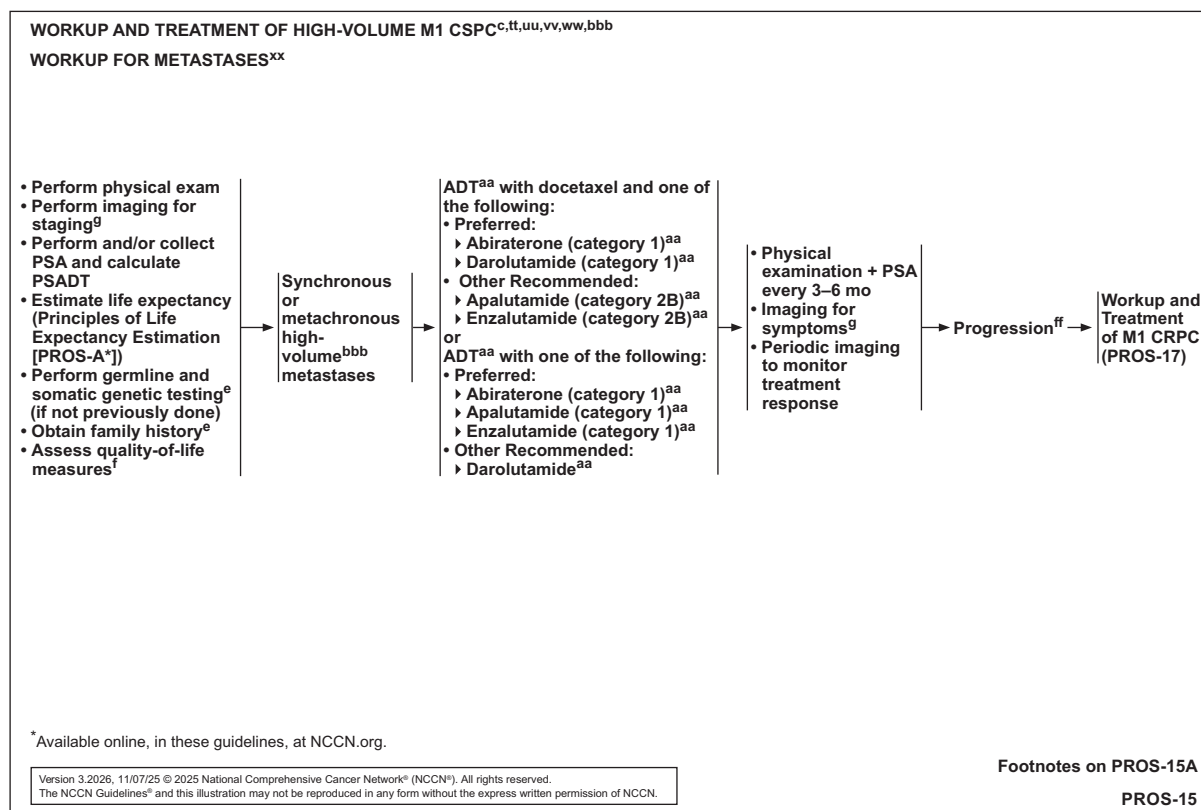 WORKUP AND TREATMENT OF HIGH-VOLUME M1 CSPC^c,tt,uu,vv,ww,bbb
WORKUP FOR METASTASES^xx
• Perform physical exam
• Perform imaging for
staging^g
• Perform and/or collect
PSA and calculate
PSADT
• Estimate life expectancy
(Principles of Life
Expectancy Estimation
[PROS-A*])
• Perform germline and
somatic genetic testing^e
(if not previously done)
• Obtain family history^e
• Assess quality-of-life
measures^f
Synchronous
or
metachronous
high-
volume^bbb
metastases
ADT^aa with docetaxel and one of
the following:
• Preferred:
▸ Abiraterone (category 1)^aa
▸ Darolutamide (category 1)^aa
• Other Recommended:
▸ Apalutamide (category 2B)^aa
▸ Enzalutamide (category 2B)^aa
or
ADT^aa with one of the following:
• Preferred:
▸ Abiraterone (category 1)^aa
▸ Apalutamide (category 1)^aa
▸ Enzalutamide (category 1)^aa
• Other Recommended:
▸ Darolutamide^aa
• Physical
examination + PSA
every 3–6 mo
• Imaging for
symptoms^g
• Periodic imaging
to monitor
treatment
response
Progression^ff
Workup and
Treatment
of M1 CRPC
(PROS-17)
*Available online, in these guidelines, at NCCN.org.
Version 3.2026, 11/07/25 © 2025 National Comprehensive Cancer Network® (NCCN®). All rights reserved.
The NCCN Guidelines® and this illustration may not be reproduced in any form without the express written permission of NCCN.
Footnotes on PROS-15A
PROS-15